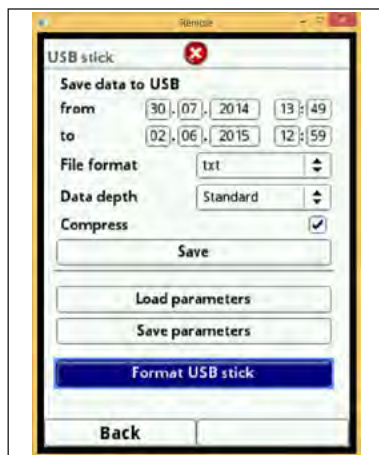 Remote
USB stick
Save data to USB
from 30.07.2014 13:49
to 02.06.2015 12:59
File format txt
Data depth Standard
Compress
Save
Load parameters
Save parameters
Format USB stick
Back